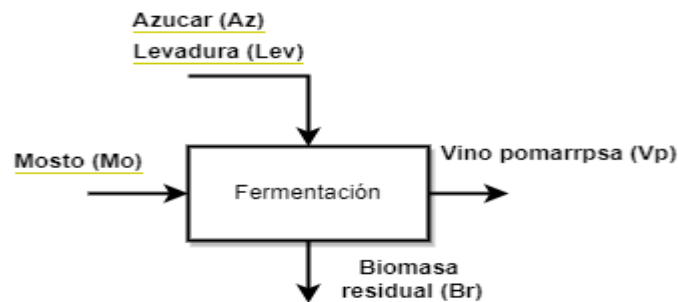 Azucar (Az)
Levadura (Lev)
Mosto (Mo)
Fermentación
Vino pomarrpsa (Vp)
Biomasa
residual (Br)